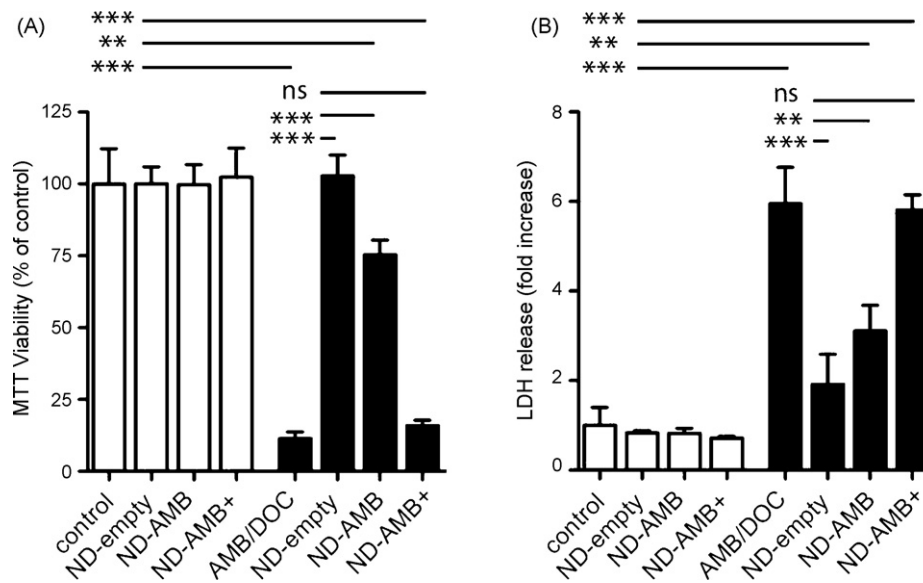 (A)
***
**
***
ns
***
***
MTT Viability (% of control)
125
100
75
50
25
0
control
ND-empty
ND-AMB
ND-AMB+
AMB/DOC
ND-empty
ND-AMB
ND-AMB+
(B)
***
**
***
ns
**
***
LDH release (fold increase)
8
6
4
2
0
control
ND-empty
ND-AMB
ND-AMB+
AMB/DOC
ND-empty
ND-AMB
ND-AMB+